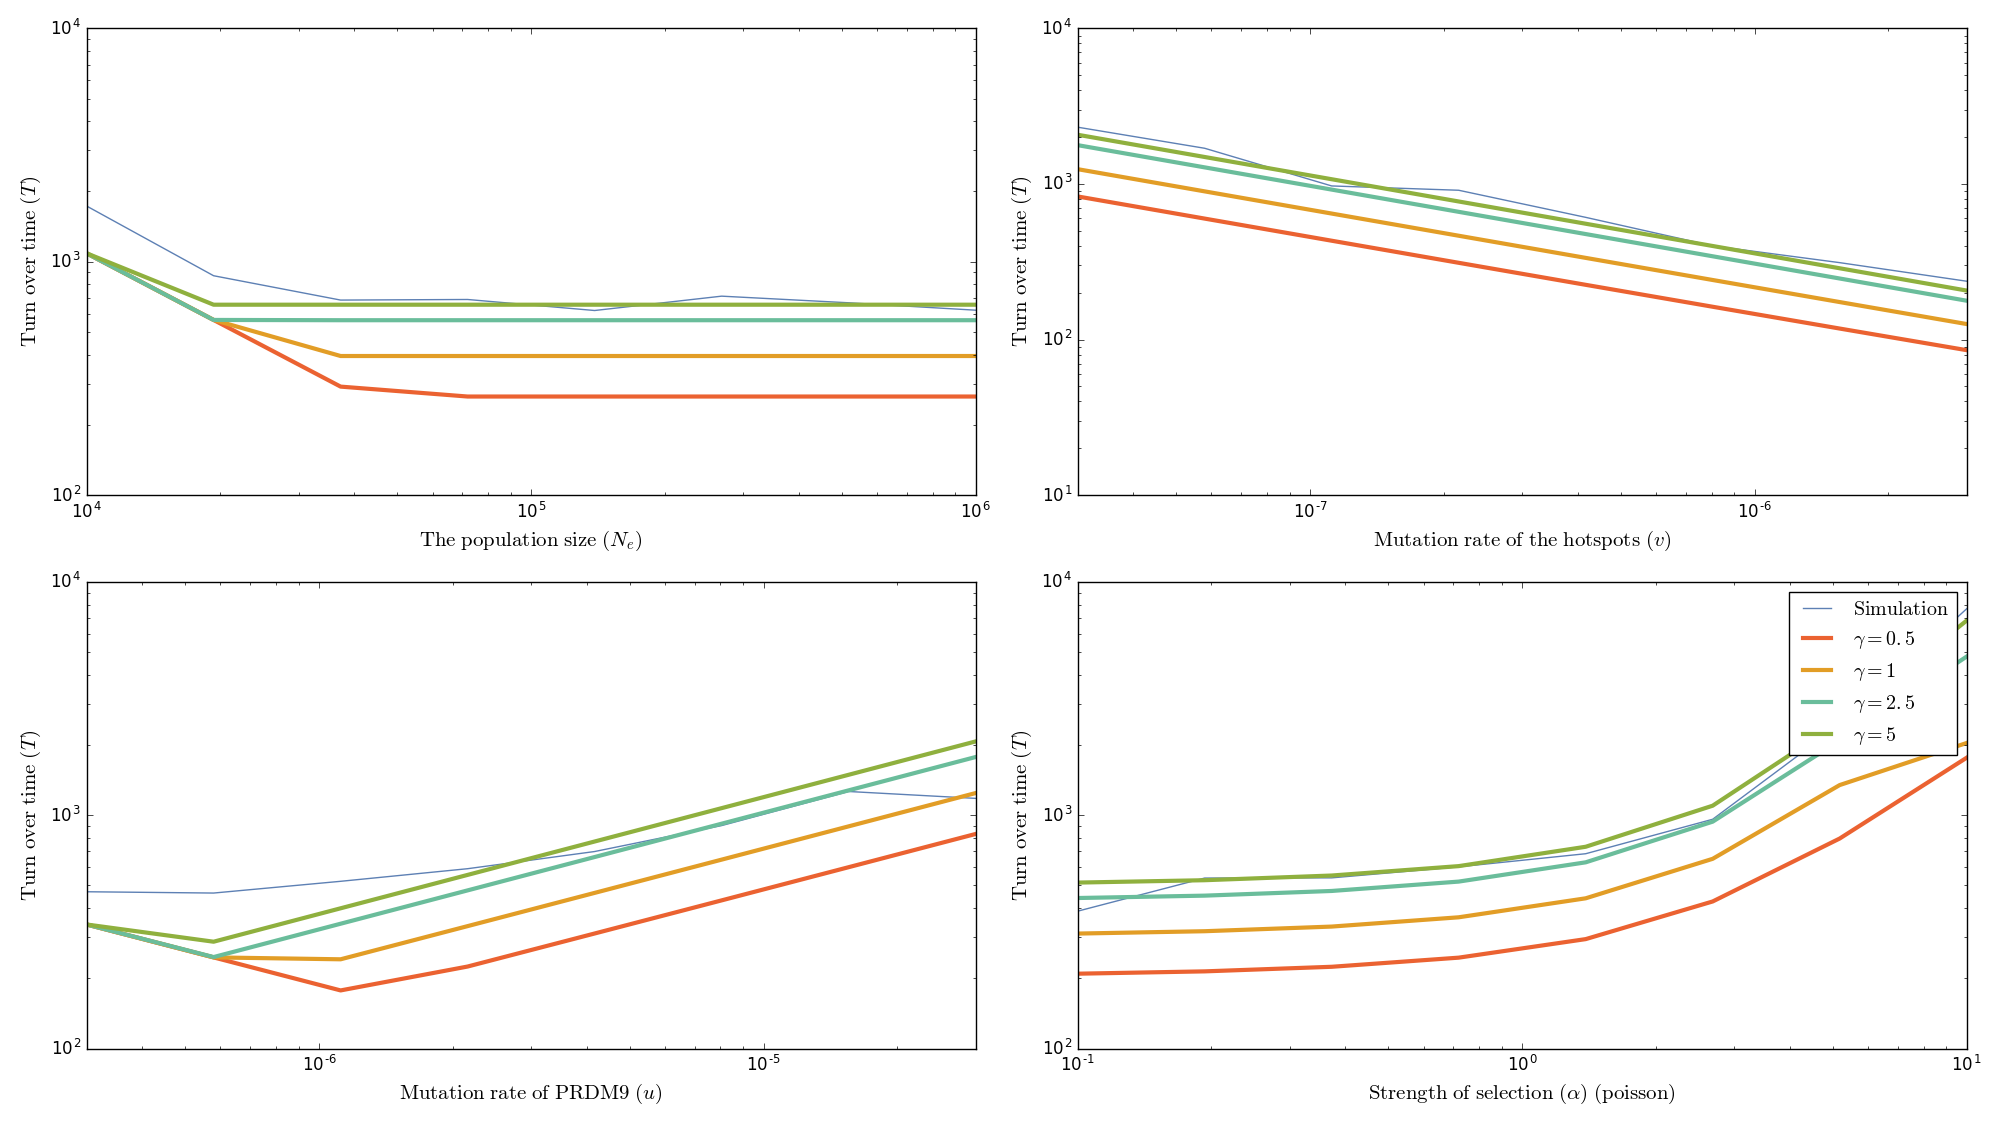 10^4
10^3
10^2
Turn over time (T)
10^4 10^5 10^6
The population size (N_e)
10^4
10^3
10^2
10^1
Turn over time (T)
10^-7 10^-6
Mutation rate of the hotspots (v)
10^4
10^3
10^2
Turn over time (T)
10^-6 10^-5
Mutation rate of PRDM9 (u)
10^4
10^3
10^2
Turn over time (T)
Simulation
γ = 0.5
γ = 1
γ = 2.5
γ = 5
10^-1 10^0 10^1
Strength of selection (α) (poisson)